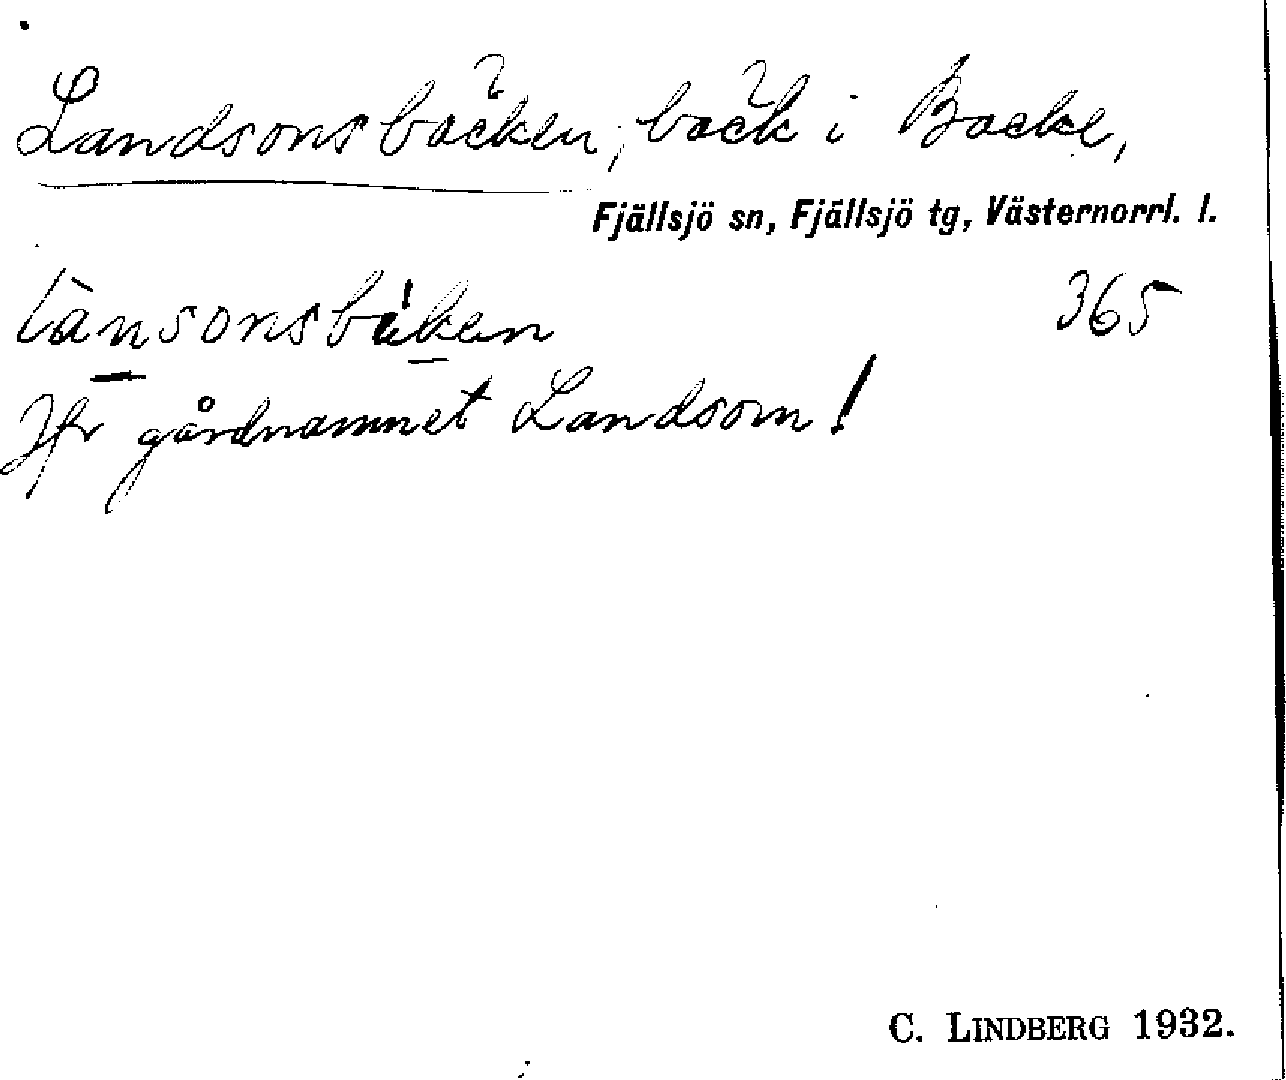 Landsonsbäcken, bäck i Backe,
Fjällsjö sn, Fjällsjö tg, Västernorrl. l.
lànsonsbäken 365
Jfr gårdnamnet Landsom!
C. LINDBERG 1932.